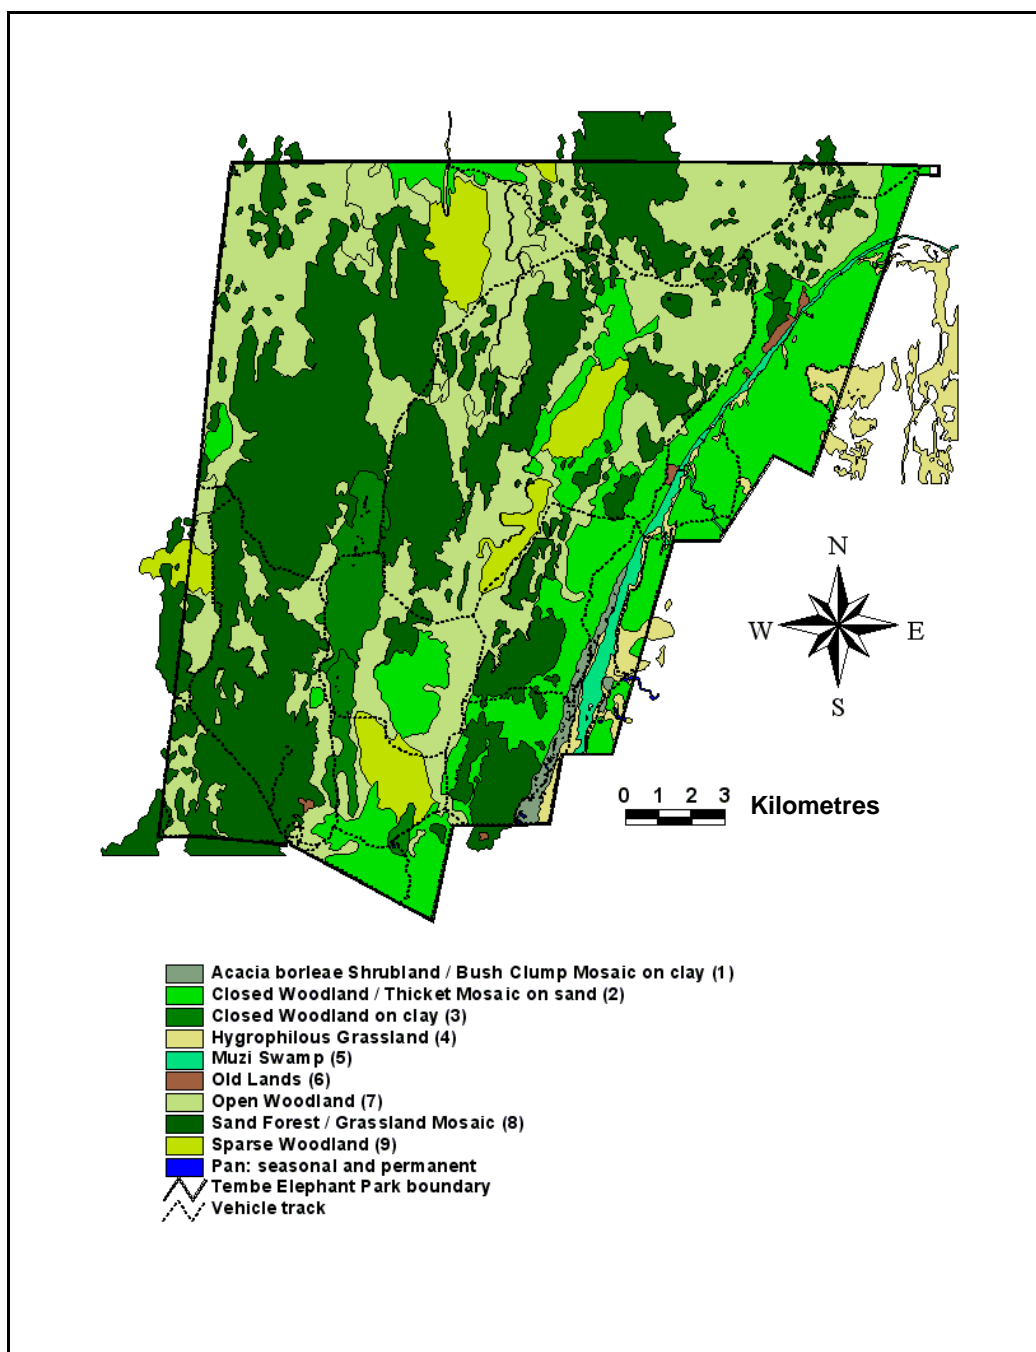 N
W E
S
0 1 2 3 Kilometres
Acacia borleae Shrubland / Bush Clump Mosaic on clay (1)
Closed Woodland / Thicket Mosaic on sand (2)
Closed Woodland on clay (3)
Hygrophilous Grassland (4)
Muzi Swamp (5)
Old Lands (6)
Open Woodland (7)
Sand Forest / Grassland Mosaic (8)
Sparse Woodland (9)
Pan: seasonal and permanent
Tembe Elephant Park boundary
Vehicle track